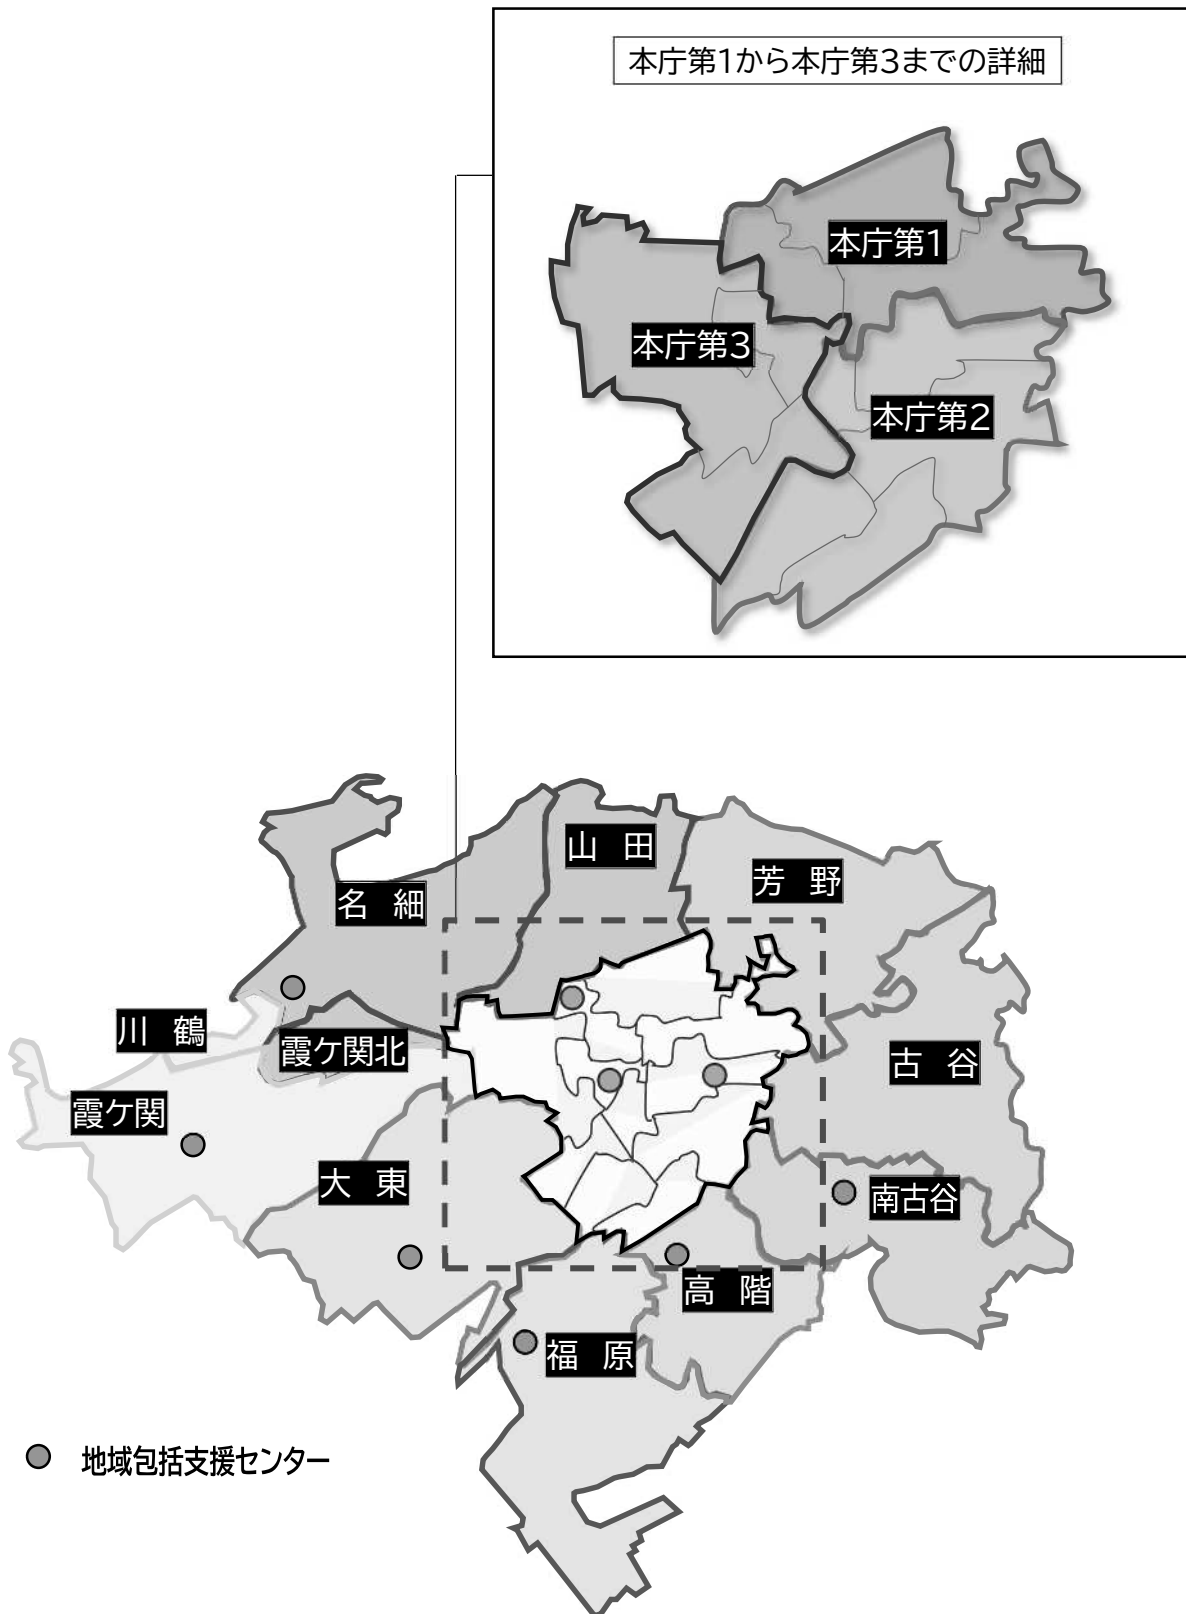 本庁第1から本庁第3までの詳細
本庁第1
本庁第3
本庁第2
山 田
芳 野
名 細
川 鶴
霞ケ関北
古 谷
霞ケ関
大 東
南古谷
高 階
福 原
地域包括支援センター